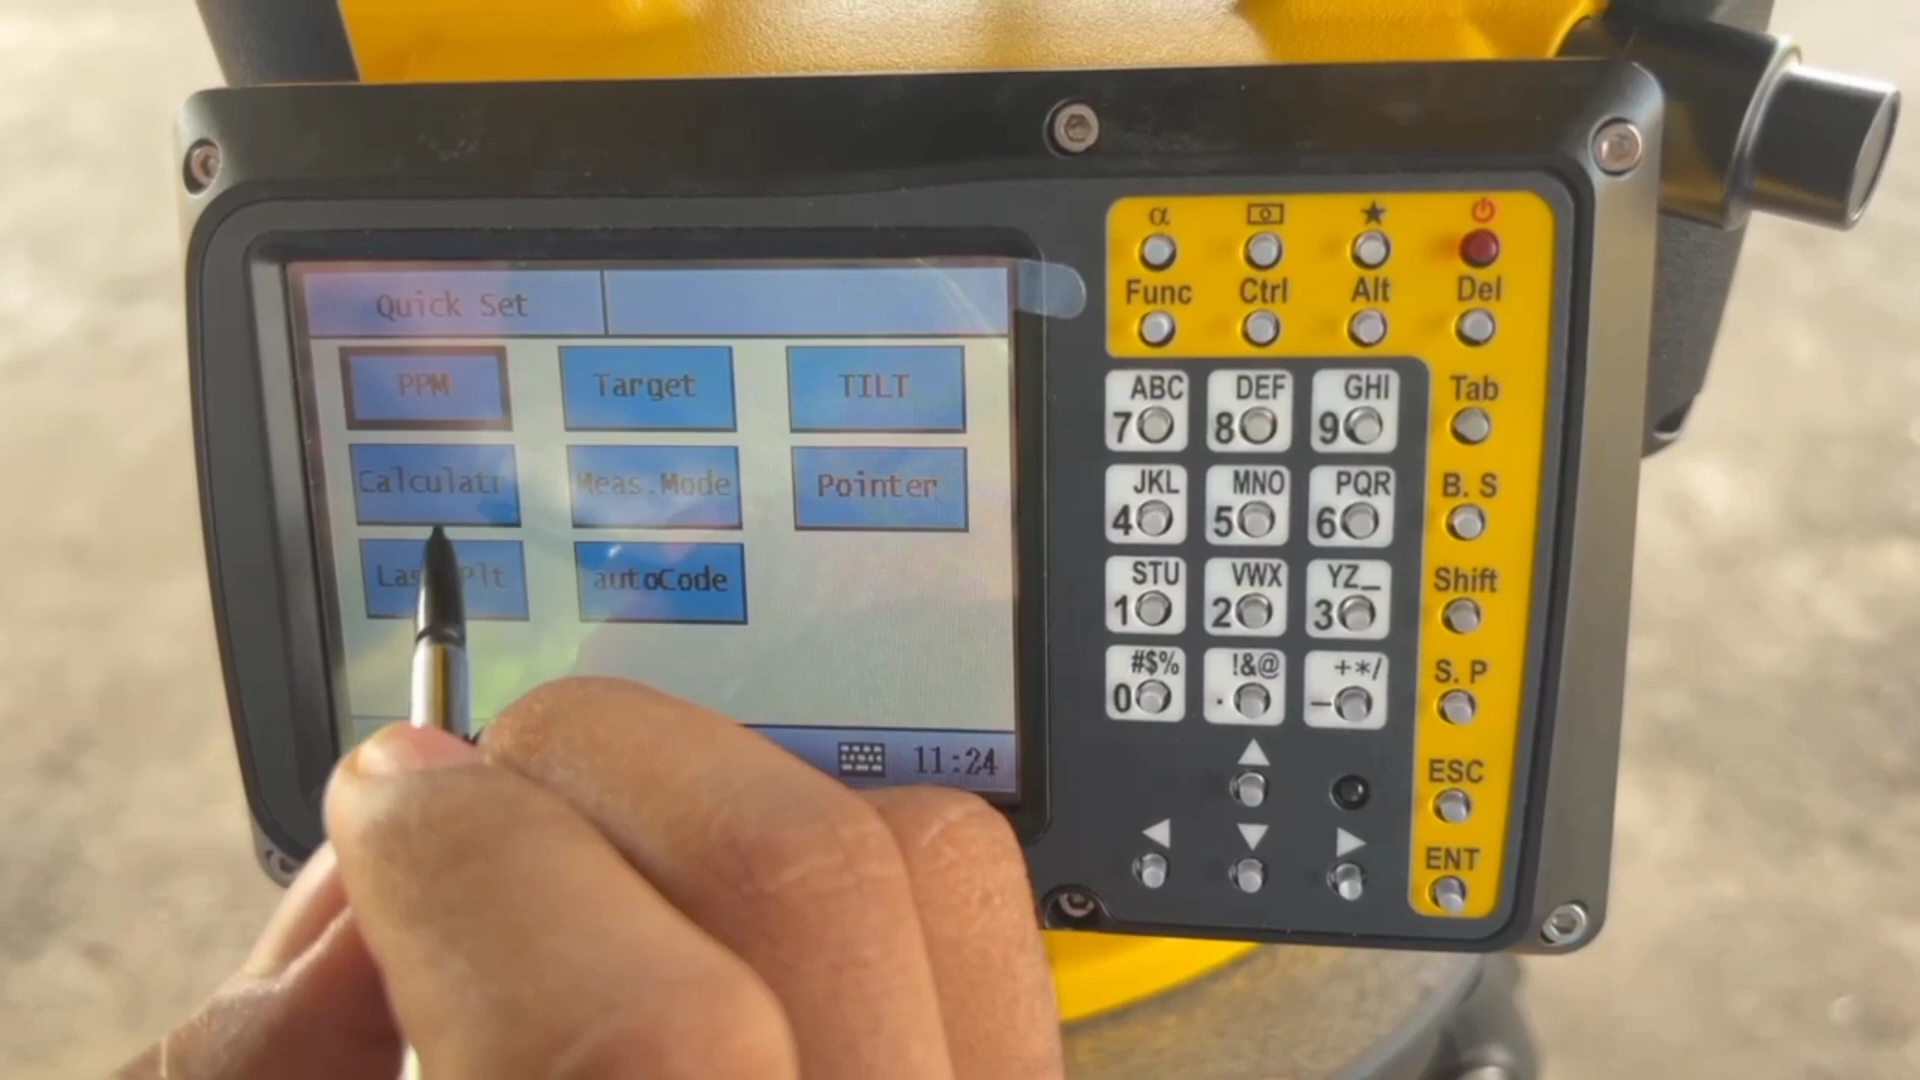 Quick Set
PPM Target TILT
Calculatr Meas.Mode Pointer
autoCode
11:24
α
Func Ctrl Alt Del
ABC DEF GHI Tab
7 8 9
JKL MNO PQR B. S
4 5 6
STU VWX YZ_ Shift
1 2 3
#$% !&@ +*/ S. P
0 . –
ESC
ENT